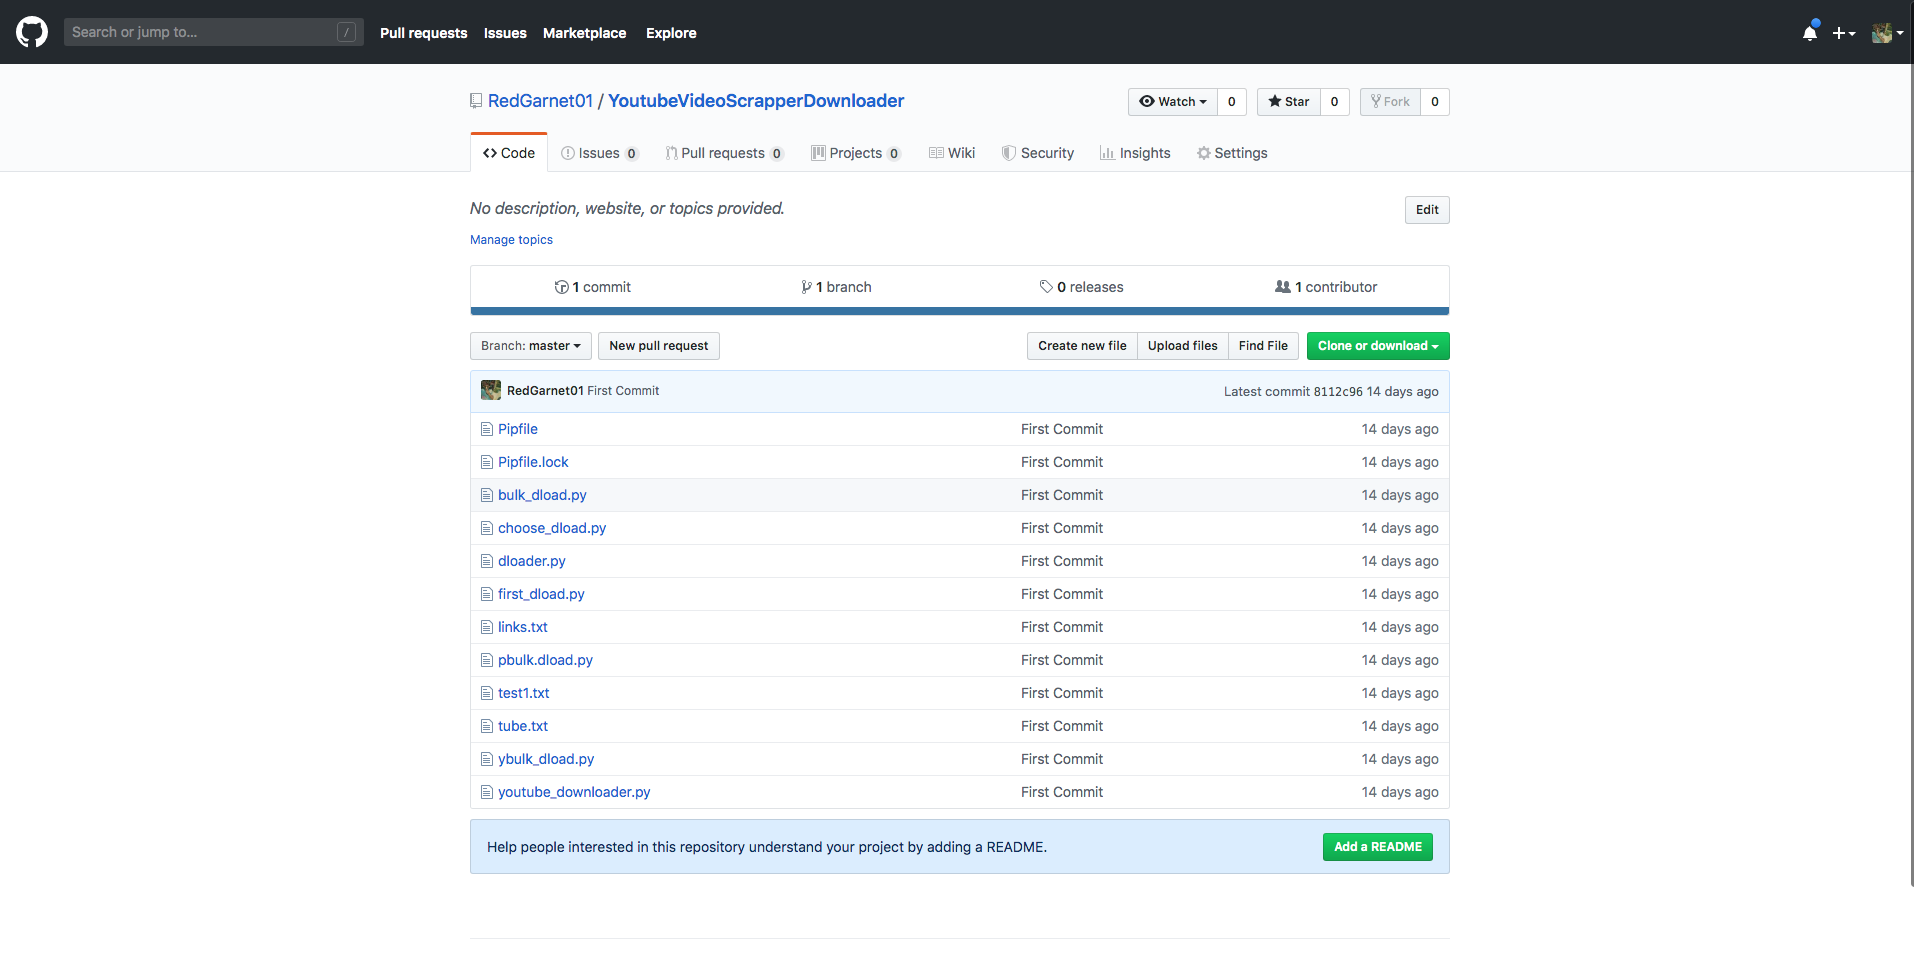 Search or jump to... / Pull requests Issues Marketplace Explore
RedGarnet01 / YoutubeVideoScrapperDownloader Watch 0 Star 0 Fork 0
Code Issues 0 Pull requests 0 Projects 0 Wiki Security Insights Settings
No description, website, or topics provided. Edit
Manage topics
1 commit 1 branch 0 releases 1 contributor
Branch: master New pull request Create new file Upload files Find File Clone or download
RedGarnet01 First Commit Latest commit 8112c96 14 days ago
Pipfile First Commit 14 days ago
Pipfile.lock First Commit 14 days ago
bulk_dload.py First Commit 14 days ago
choose_dload.py First Commit 14 days ago
dloader.py First Commit 14 days ago
first_dload.py First Commit 14 days ago
links.txt First Commit 14 days ago
pbulk.dload.py First Commit 14 days ago
test1.txt First Commit 14 days ago
tube.txt First Commit 14 days ago
ybulk_dload.py First Commit 14 days ago
youtube_downloader.py First Commit 14 days ago
Help people interested in this repository understand your project by adding a README. Add a README